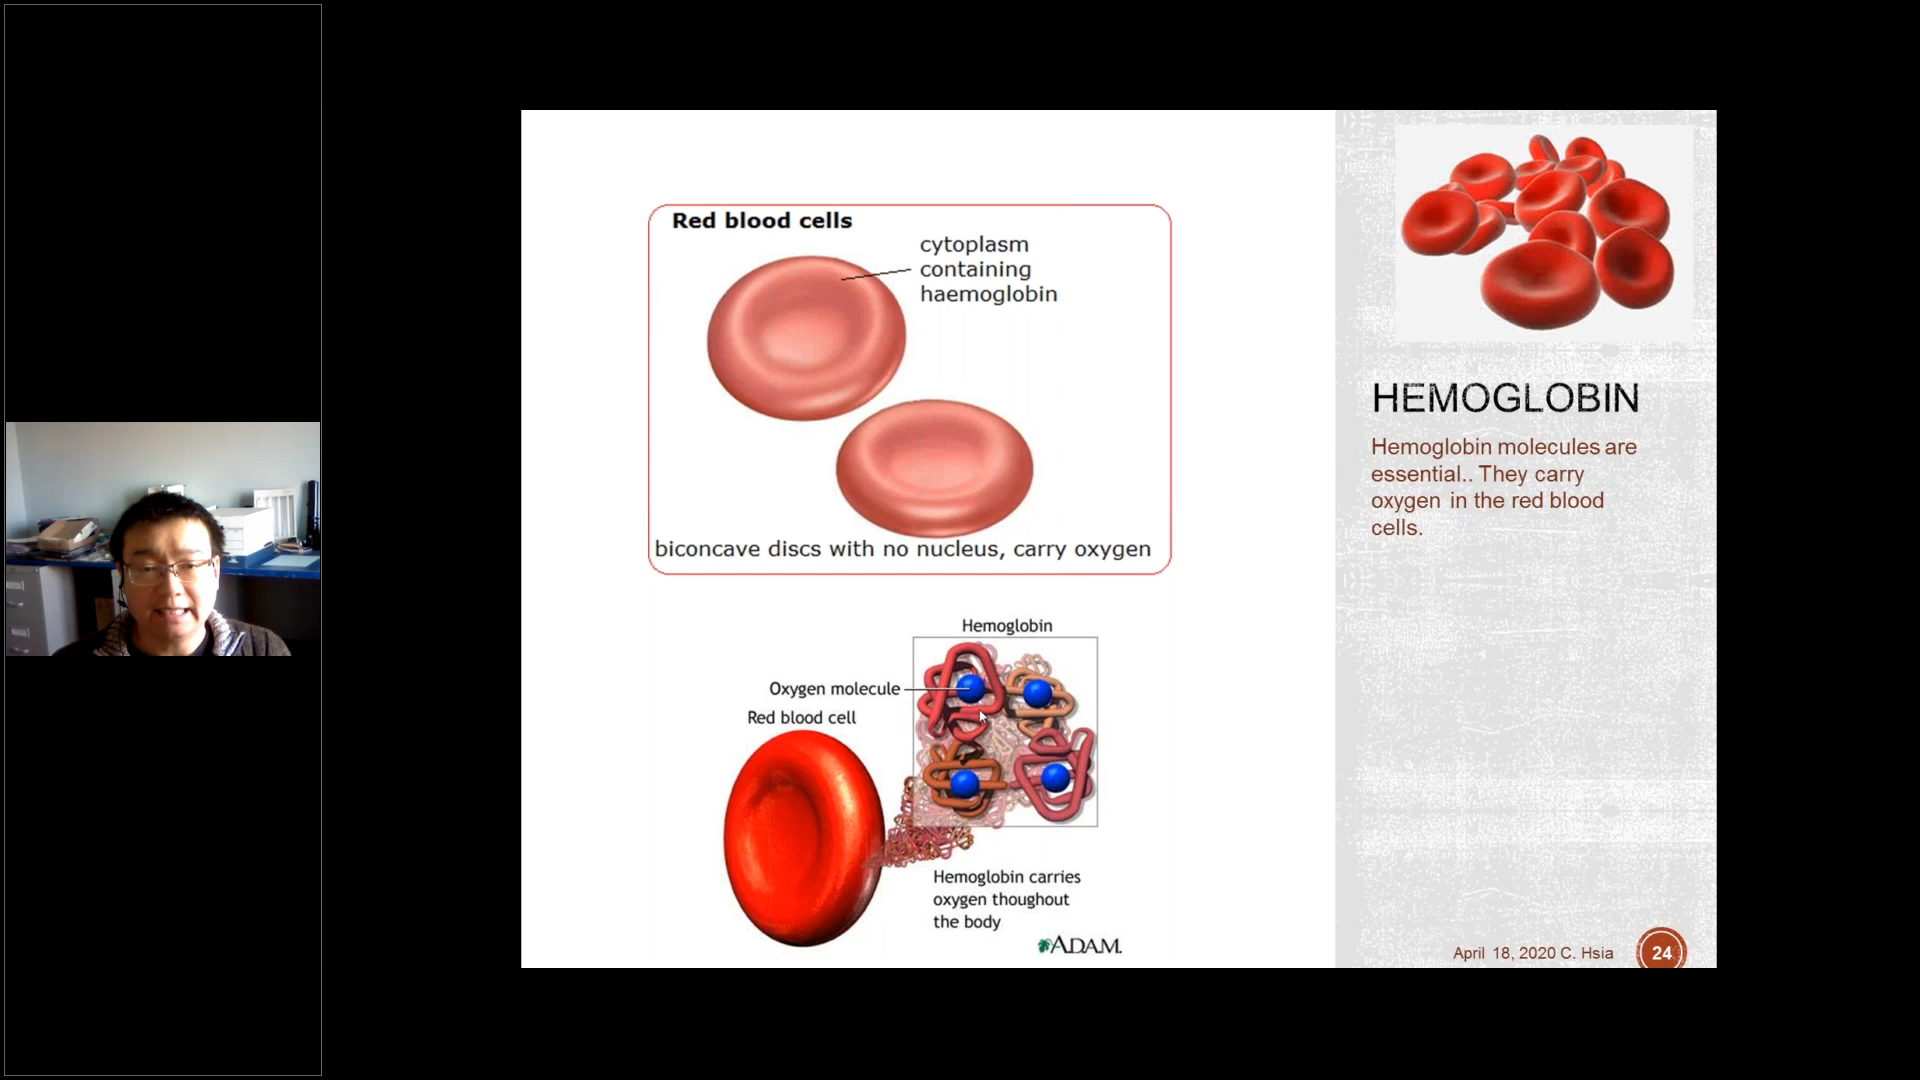 Red blood cells
cytoplasm
containing
haemoglobin
biconcave discs with no nucleus, carry oxygen
Hemoglobin
Oxygen molecule
Red blood cell
Hemoglobin carries
oxygen thoughout
the body
ADAM.
HEMOGLOBIN
Hemoglobin molecules are
essential.. They carry
oxygen in the red blood
cells.
April 18, 2020 C. Hsia
24